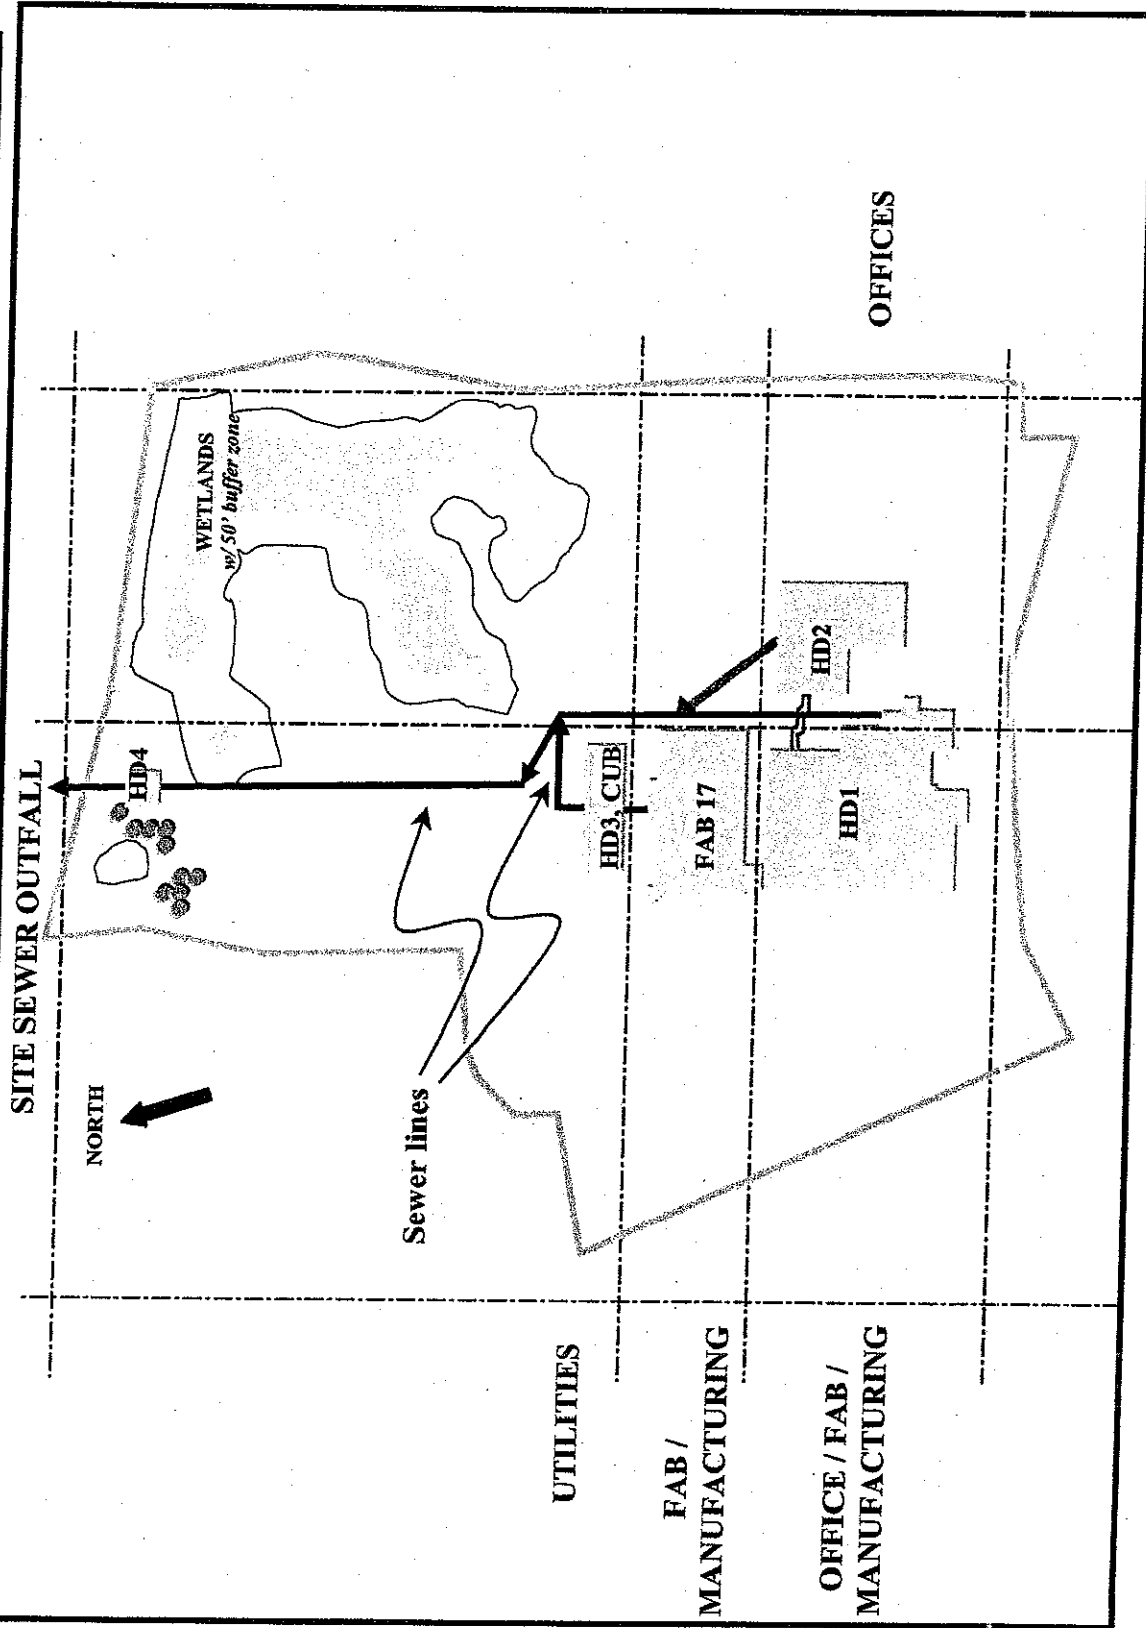 SITE SEWER OUTFALL
NORTH
HD4
WETLANDS
w/ 50' buffer zone
Sewer lines
UTILITIES
HD3, CUB
FAB /
MANUFACTURING
FAB 17
OFFICE / FAB /
MANUFACTURING
HD1
HD2
OFFICES